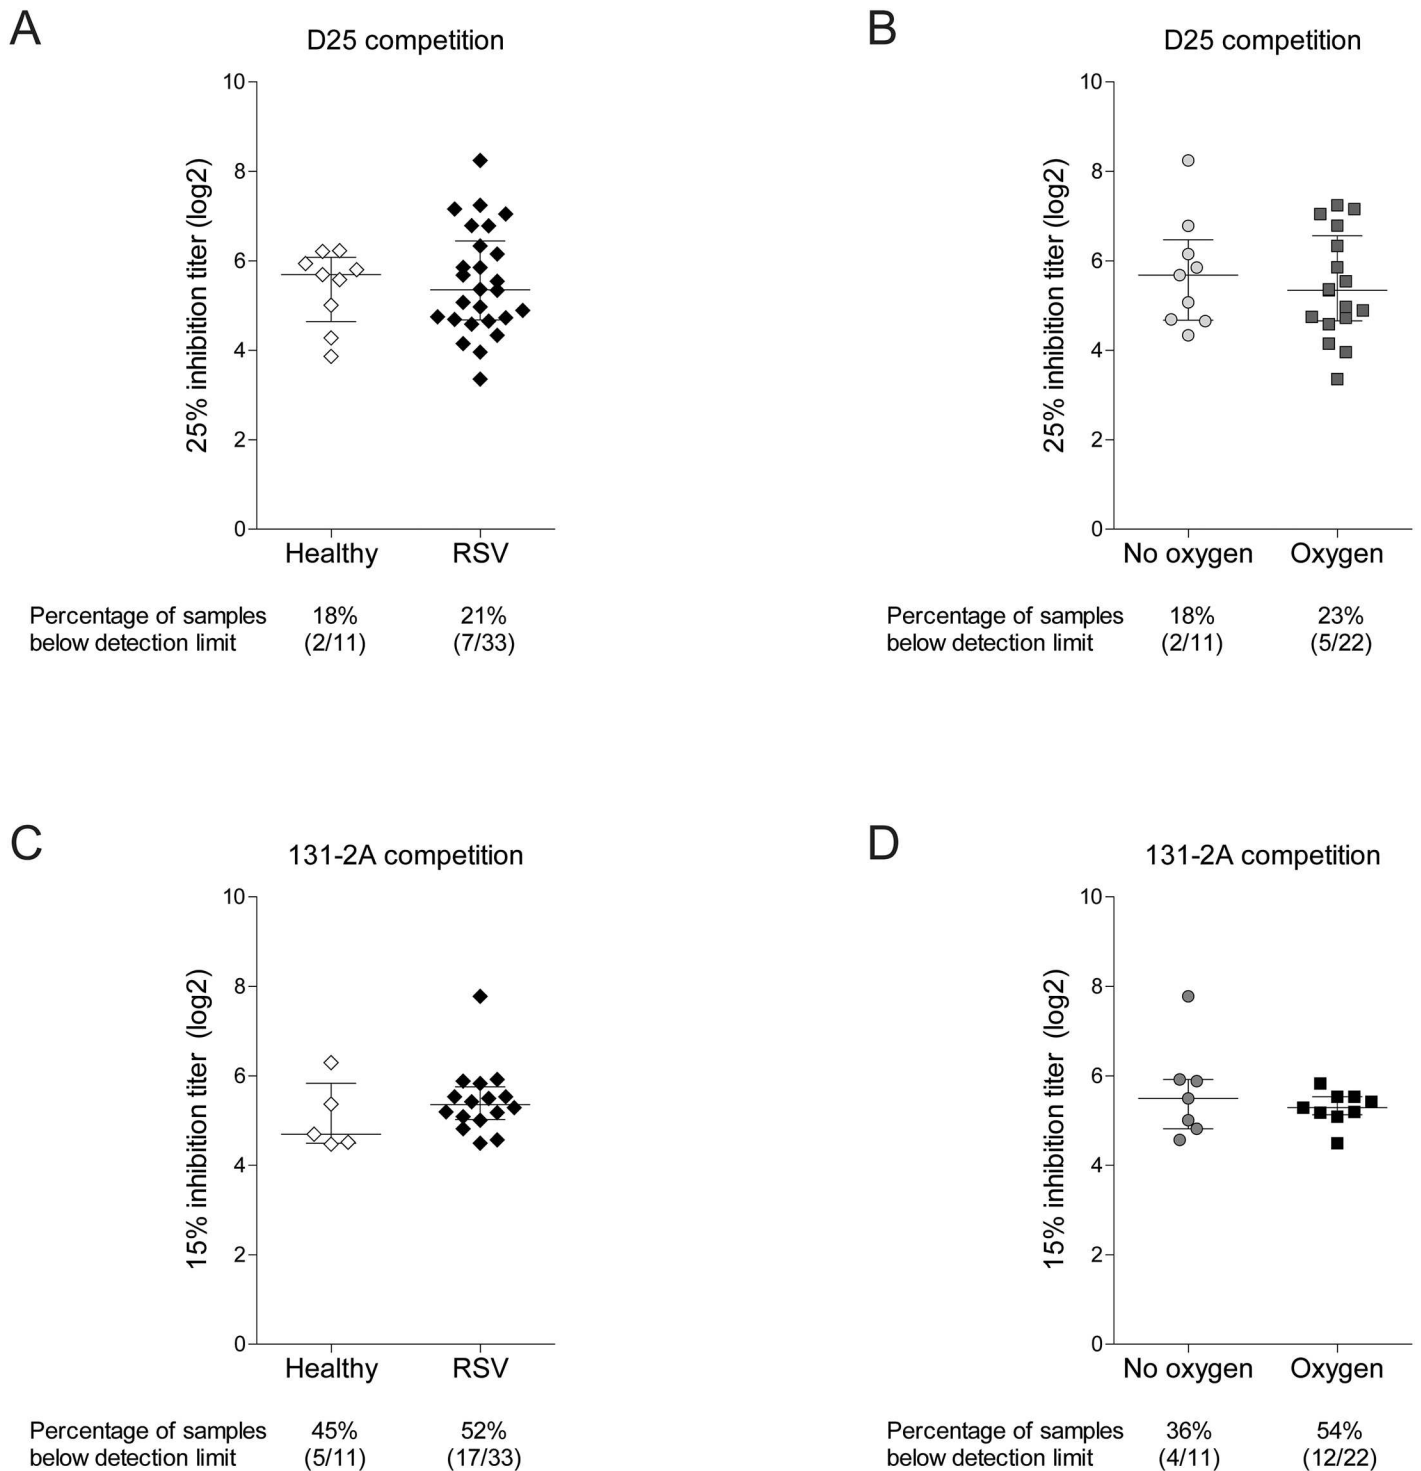 A
D25 competition
10
8
6
4
2
0
25% inhibition titer (log2)
Healthy RSV
Percentage of samples 18% 21%
below detection limit (2/11) (7/33)
B
D25 competition
10
8
6
4
2
0
25% inhibition titer (log2)
No oxygen Oxygen
Percentage of samples 18% 23%
below detection limit (2/11) (5/22)
C
131-2A competition
10
8
6
4
2
0
15% inhibition titer (log2)
Healthy RSV
Percentage of samples 45% 52%
below detection limit (5/11) (17/33)
D
131-2A competition
10
8
6
4
2
0
15% inhibition titer (log2)
No oxygen Oxygen
Percentage of samples 36% 54%
below detection limit (4/11) (12/22)